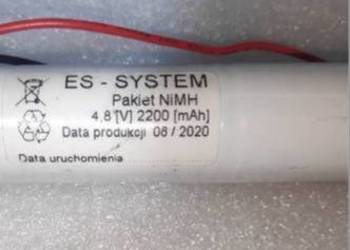 ES - SYSTEM
Pakiet NiMH
4,8 [V] 2200 [mAh]
Data produkcji 06 / 2020
Data uruchomienia